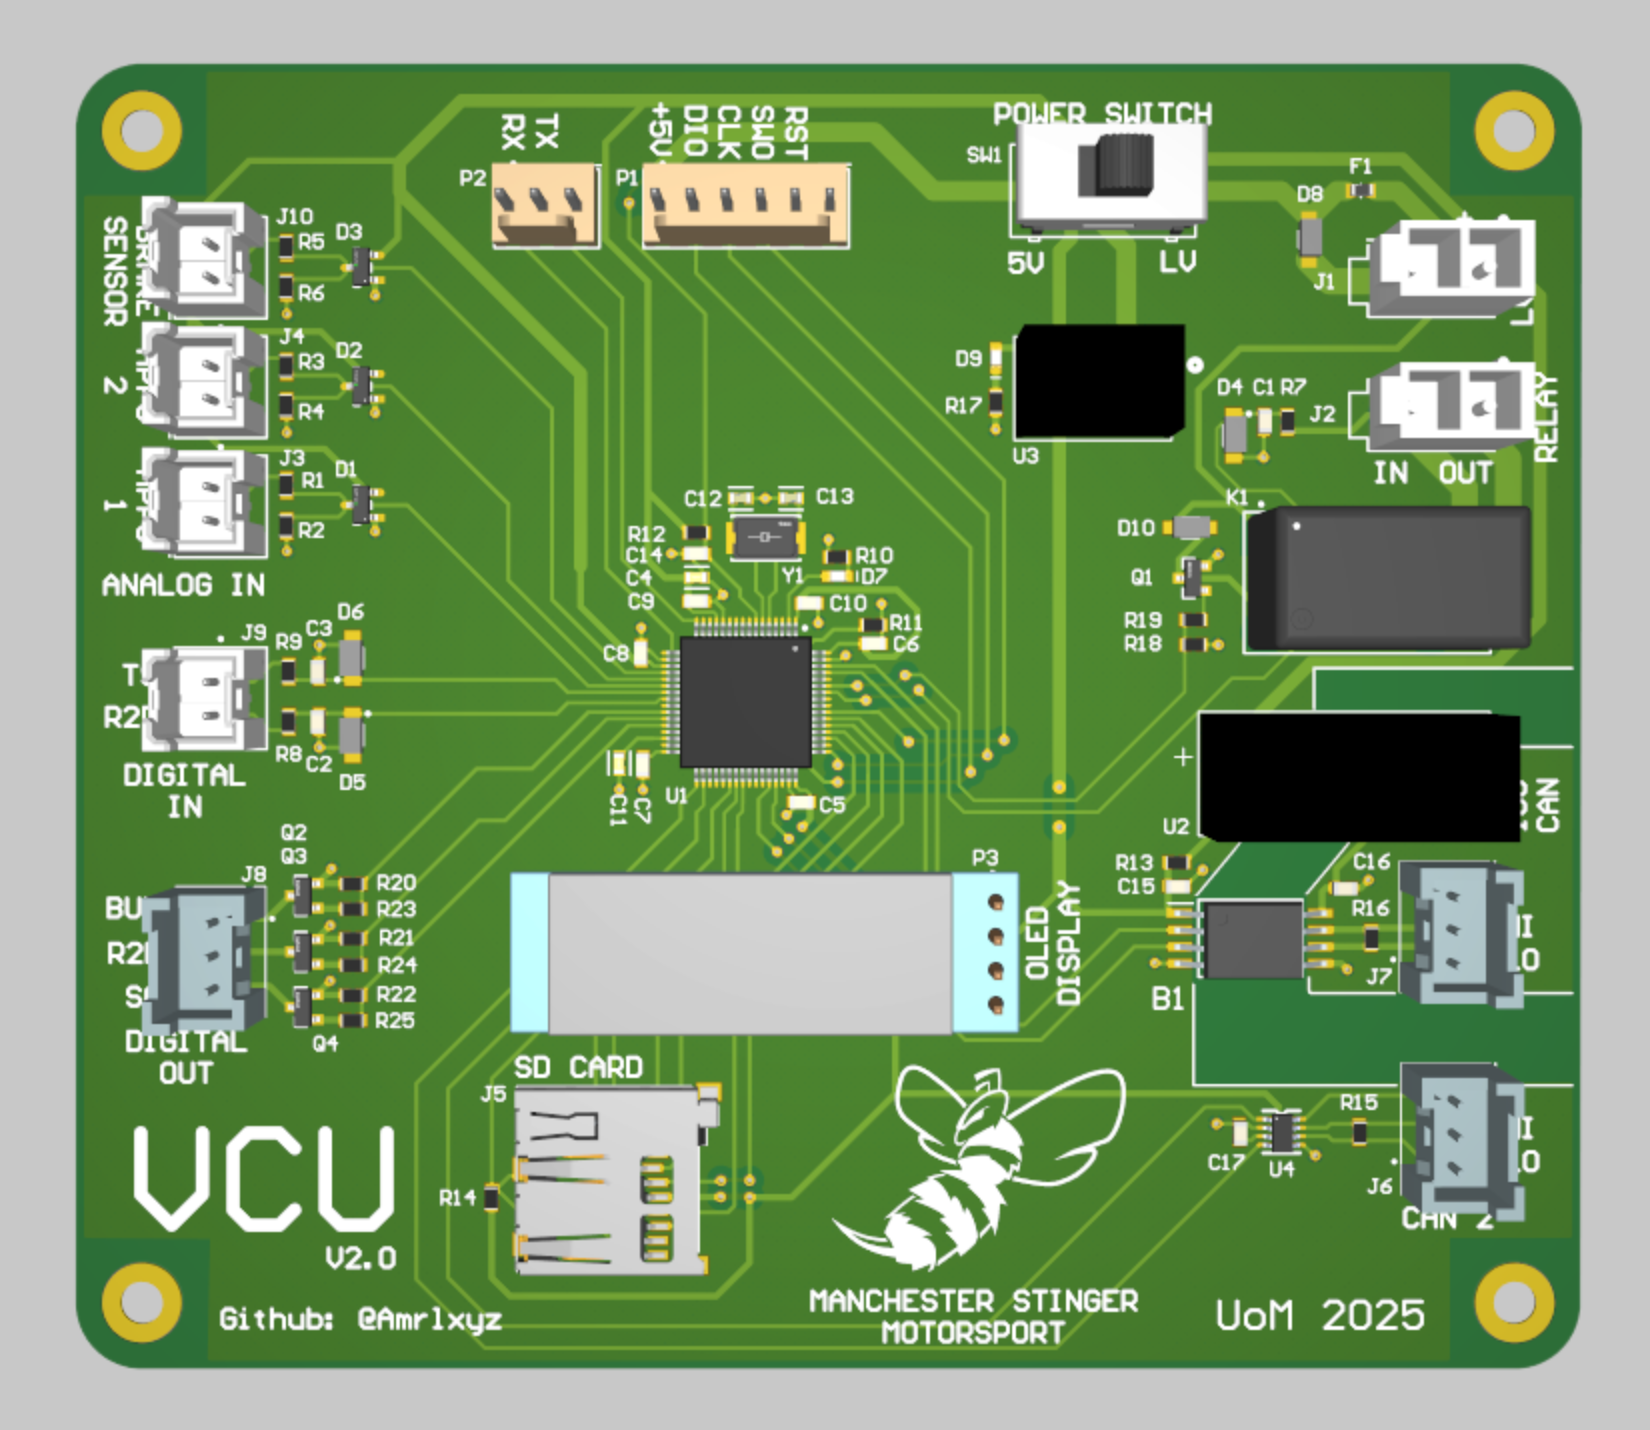 POWER SWITCH
RX
TX
+5V
DIO
CLK
SWO
RST
P2
P1
SW1
F1
D8
5V
LV
J1
SENSOR
J10
R5
R6
D3
2
J4
R3
R4
D2
1
J3
R1
R2
D1
ANALOG IN
D9
R17
U3
D4 C1 R7
J2
RELAY
IN OUT
K1
D10
Q1
R19
R18
C12
C13
R12
C14
C4
C9
Y1
R10
D7
C10
R11
C6
C8
U1
C11
C7
C5
J9
R9
C3
D6
R8
C2
D5
DIGITAL
IN
+
U2
CAN
Q2
Q3
J8
R20
R23
R21
R24
R22
R25
Q4
DIGITAL
OUT
P3
OLED
DISPLAY
R13
C15
C16
R16
J7
B1
SD CARD
J5
R14
R15
C17
U4
J6
CAN 2
VCU
V2.0
Github: @Amrlxyz
MANCHESTER STINGER
MOTORSPORT
UoM 2025